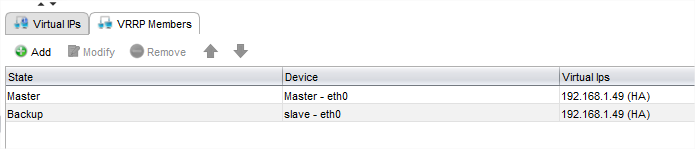 Virtual IPs VRRP Members
Add Modify Remove
State Device Virtual Ips
Master Master - eth0 192.168.1.49 (HA)
Backup slave - eth0 192.168.1.49 (HA)